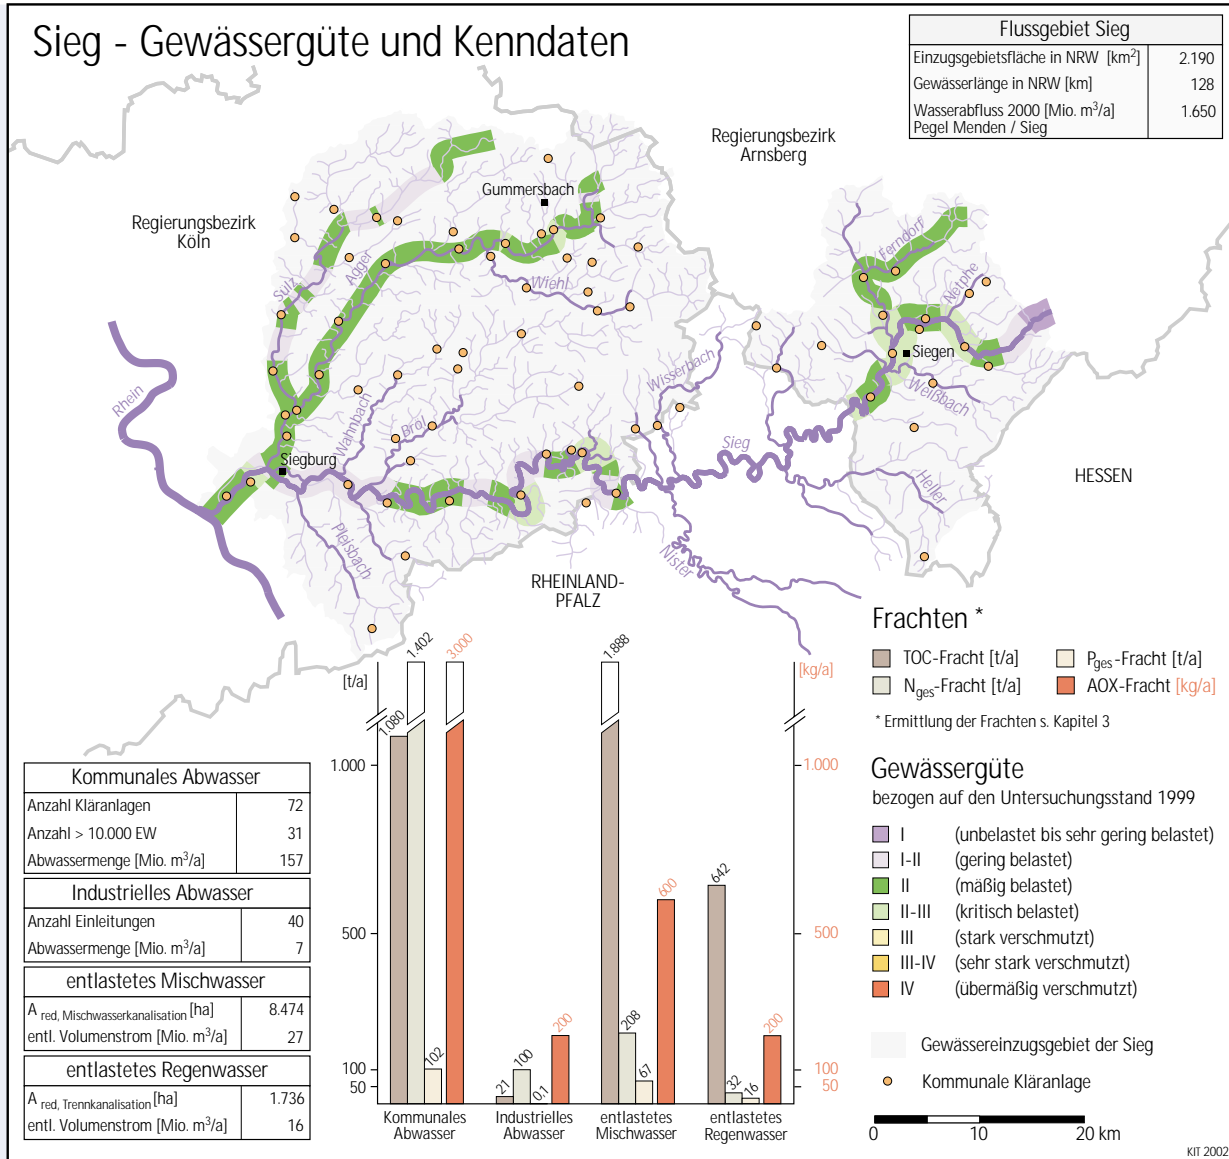 Sieg - Gewässergüte und Kenndaten
Flussgebiet Sieg
Einzugsgebietsfläche in NRW [km²] 2.190
Gewässerlänge in NRW [km] 128
Wasserabfluss 2000 [Mio. m³/a] 1.650
Pegel Menden / Sieg
Regierungsbezirk
Arnsberg
Regierungsbezirk
Köln
Gummersbach
Ferndorf
Netphe
Sülz
Agger
Wiehl
Siegen
Weißbach
Wisserbach
Rhein
Wahnbach
Bröl
Siegburg
Sieg
Heller
HESSEN
Pleisbach
Nister
RHEINLAND-
PFALZ
Frachten *
TOC-Fracht [t/a]
Pges-Fracht [t/a]
Nges-Fracht [t/a]
AOX-Fracht [kg/a]
* Ermittlung der Frachten s. Kapitel 3
Gewässergüte
bezogen auf den Untersuchungsstand 1999
I (unbelastet bis sehr gering belastet)
I-II (gering belastet)
II (mäßig belastet)
II-III (kritisch belastet)
III (stark verschmutzt)
III-IV (sehr stark verschmutzt)
IV (übermäßig verschmutzt)
Gewässereinzugsgebiet der Sieg
Kommunale Kläranlage
0 10 20 km
KIT 2002
Kommunales Abwasser
Anzahl Kläranlagen 72
Anzahl > 10.000 EW 31
Abwassermenge [Mio. m³/a] 157
Industrielles Abwasser
Anzahl Einleitungen 40
Abwassermenge [Mio. m³/a] 7
entlastetes Mischwasser
A red, Mischwasserkanalisation [ha] 8.474
entl. Volumenstrom [Mio. m³/a] 27
entlastetes Regenwasser
A red, Trennkanalisation [ha] 1.736
entl. Volumenstrom [Mio. m³/a] 16
[t/a]
[kg/a]
1.000
500
100
50
1.000
500
100
50
1.080
1.402
102
3.000
21
100
0,1
200
1.888
208
67
600
642
32
16
200
Kommunales
Abwasser
Industrielles
Abwasser
entlastetes
Mischwasser
entlastetes
Regenwasser